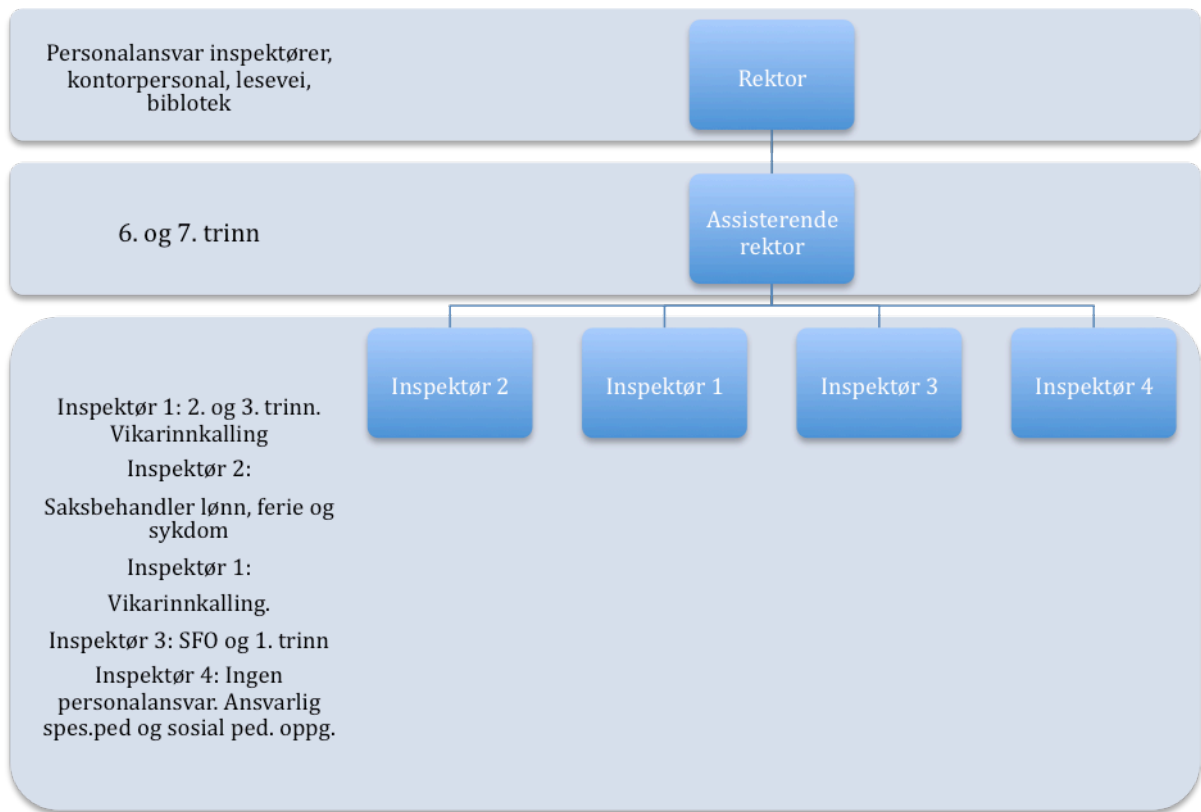 Personalansvar inspektører,
kontorpersonal, lesevei,
biblotek
Rektor
6. og 7. trinn
Assisterende
rektor
Inspektør 2
Inspektør 1
Inspektør 3
Inspektør 4
Inspektør 1: 2. og 3. trinn.
Vikarinnkalling
Inspektør 2:
Saksbehandler lønn, ferie og
sykdom
Inspektør 1:
Vikarinnkalling.
Inspektør 3: SFO og 1. trinn
Inspektør 4: Ingen
personalansvar. Ansvarlig
spes.ped og sosial ped. oppg.